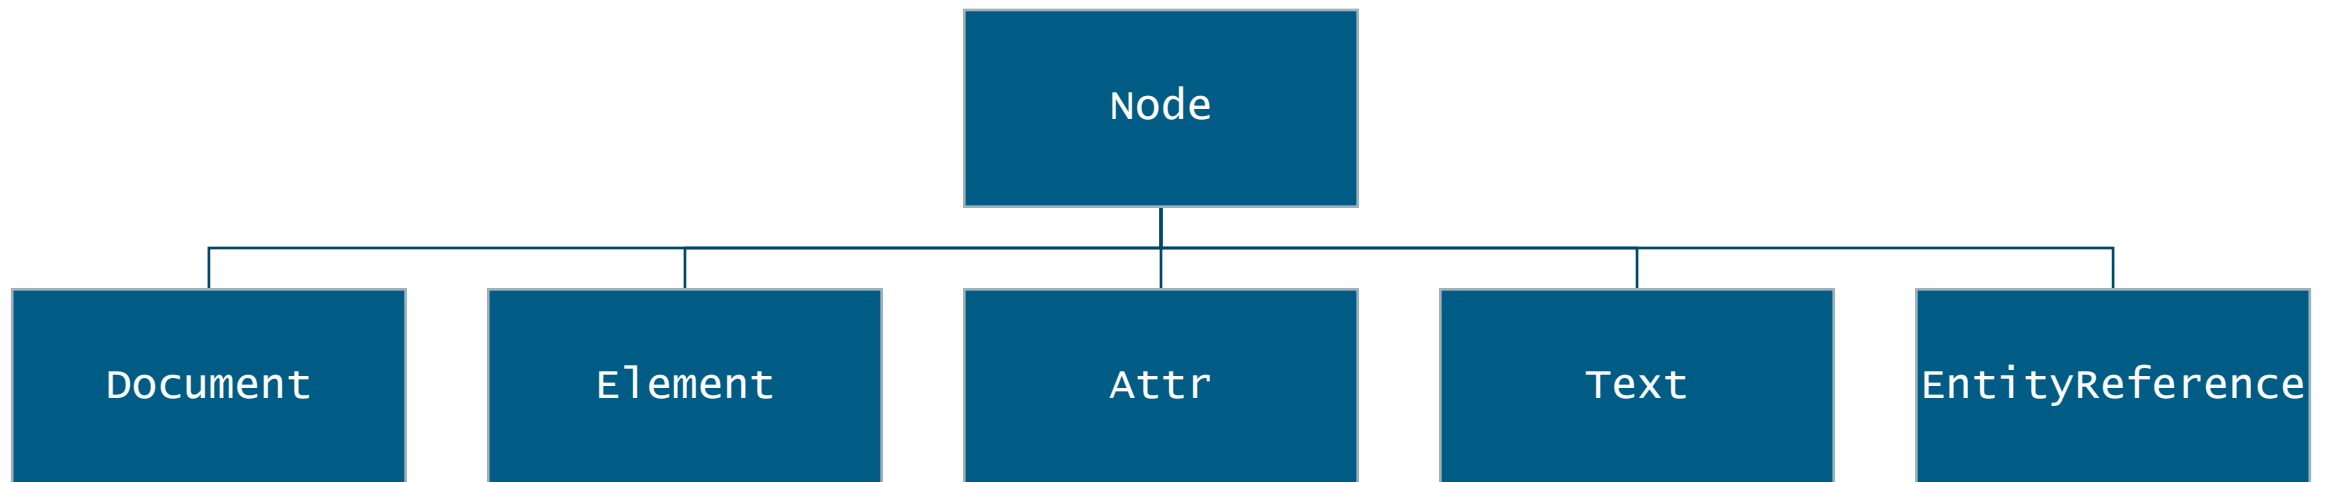 Node
Document
Element
Attr
Text
EntityReference